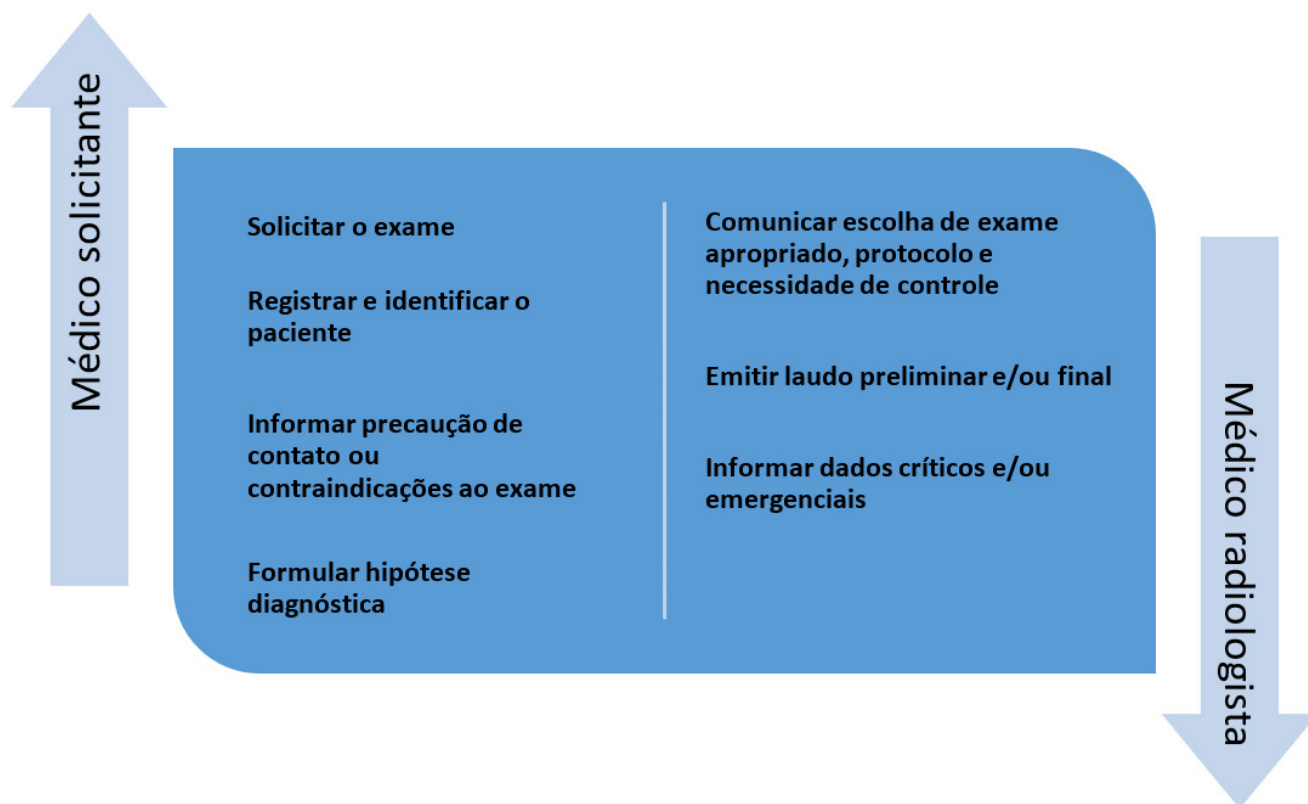 Médico solicitante
Solicitar o exame
Registrar e identificar o
paciente
Informar precaução de
contato ou
contraindicações ao exame
Formular hipótese
diagnóstica
Comunicar escolha de exame
apropriado, protocolo e
necessidade de controle
Emitir laudo preliminar e/ou final
Informar dados críticos e/ou
emergenciais
Médico radiologista